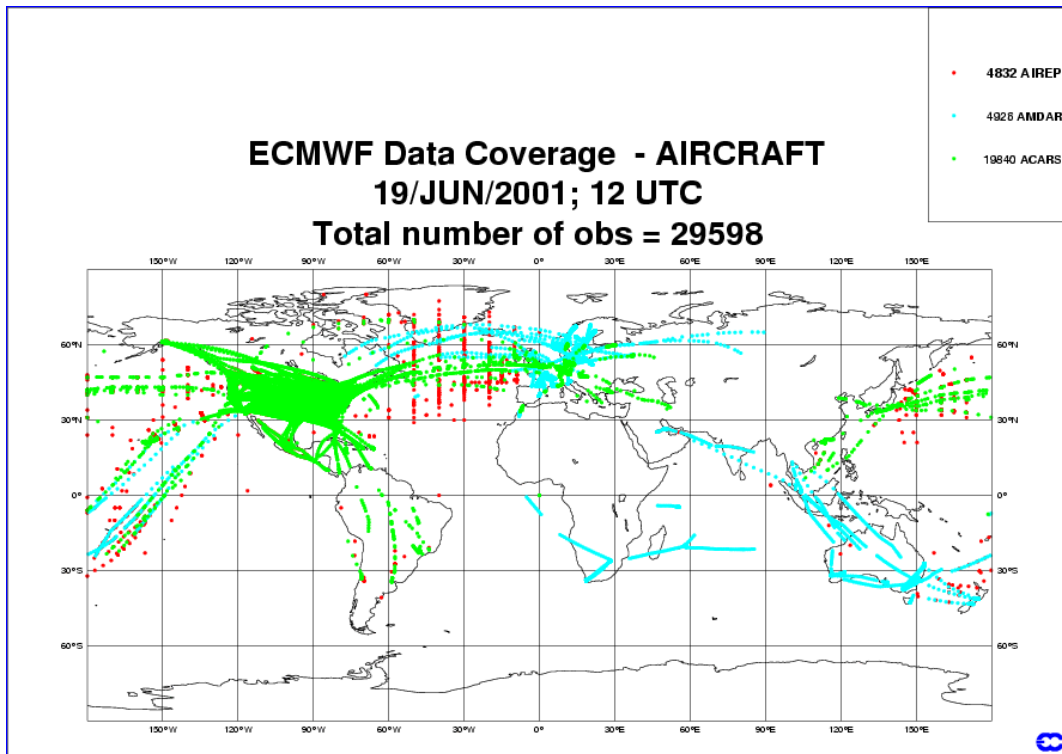 4832 AIREP
4926 AMDAR
19840 ACARS
ECMWF Data Coverage - AIRCRAFT
19/JUN/2001; 12 UTC
Total number of obs = 29598
150°W 120°W 90°W 60°W 30°W 0° 30°E 60°E 90°E 120°E 150°E
60°N 60°N
30°N 30°N
0° 0°
30°S 30°S
60°S 60°S
150°W 120°W 90°W 60°W 30°W 0° 30°E 60°E 90°E 120°E 150°E